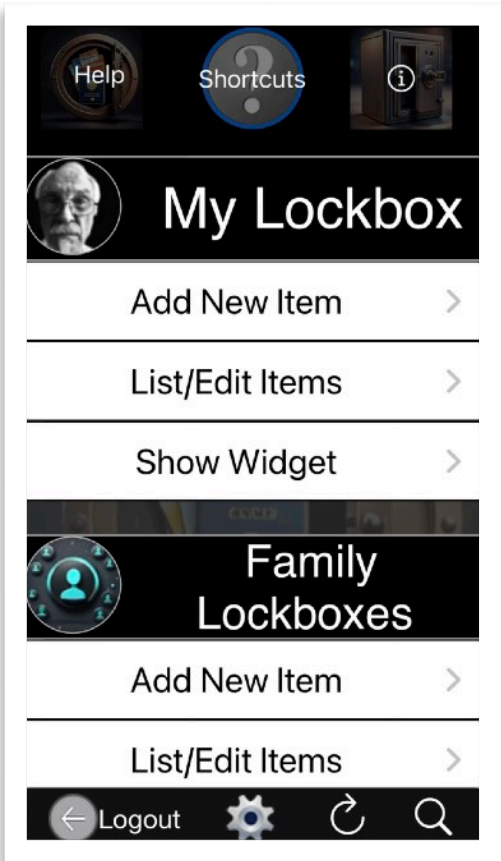 Help
Shortcuts
My Lockbox
Add New Item
List/Edit Items
Show Widget
Family
Lockboxes
Add New Item
List/Edit Items
Logout